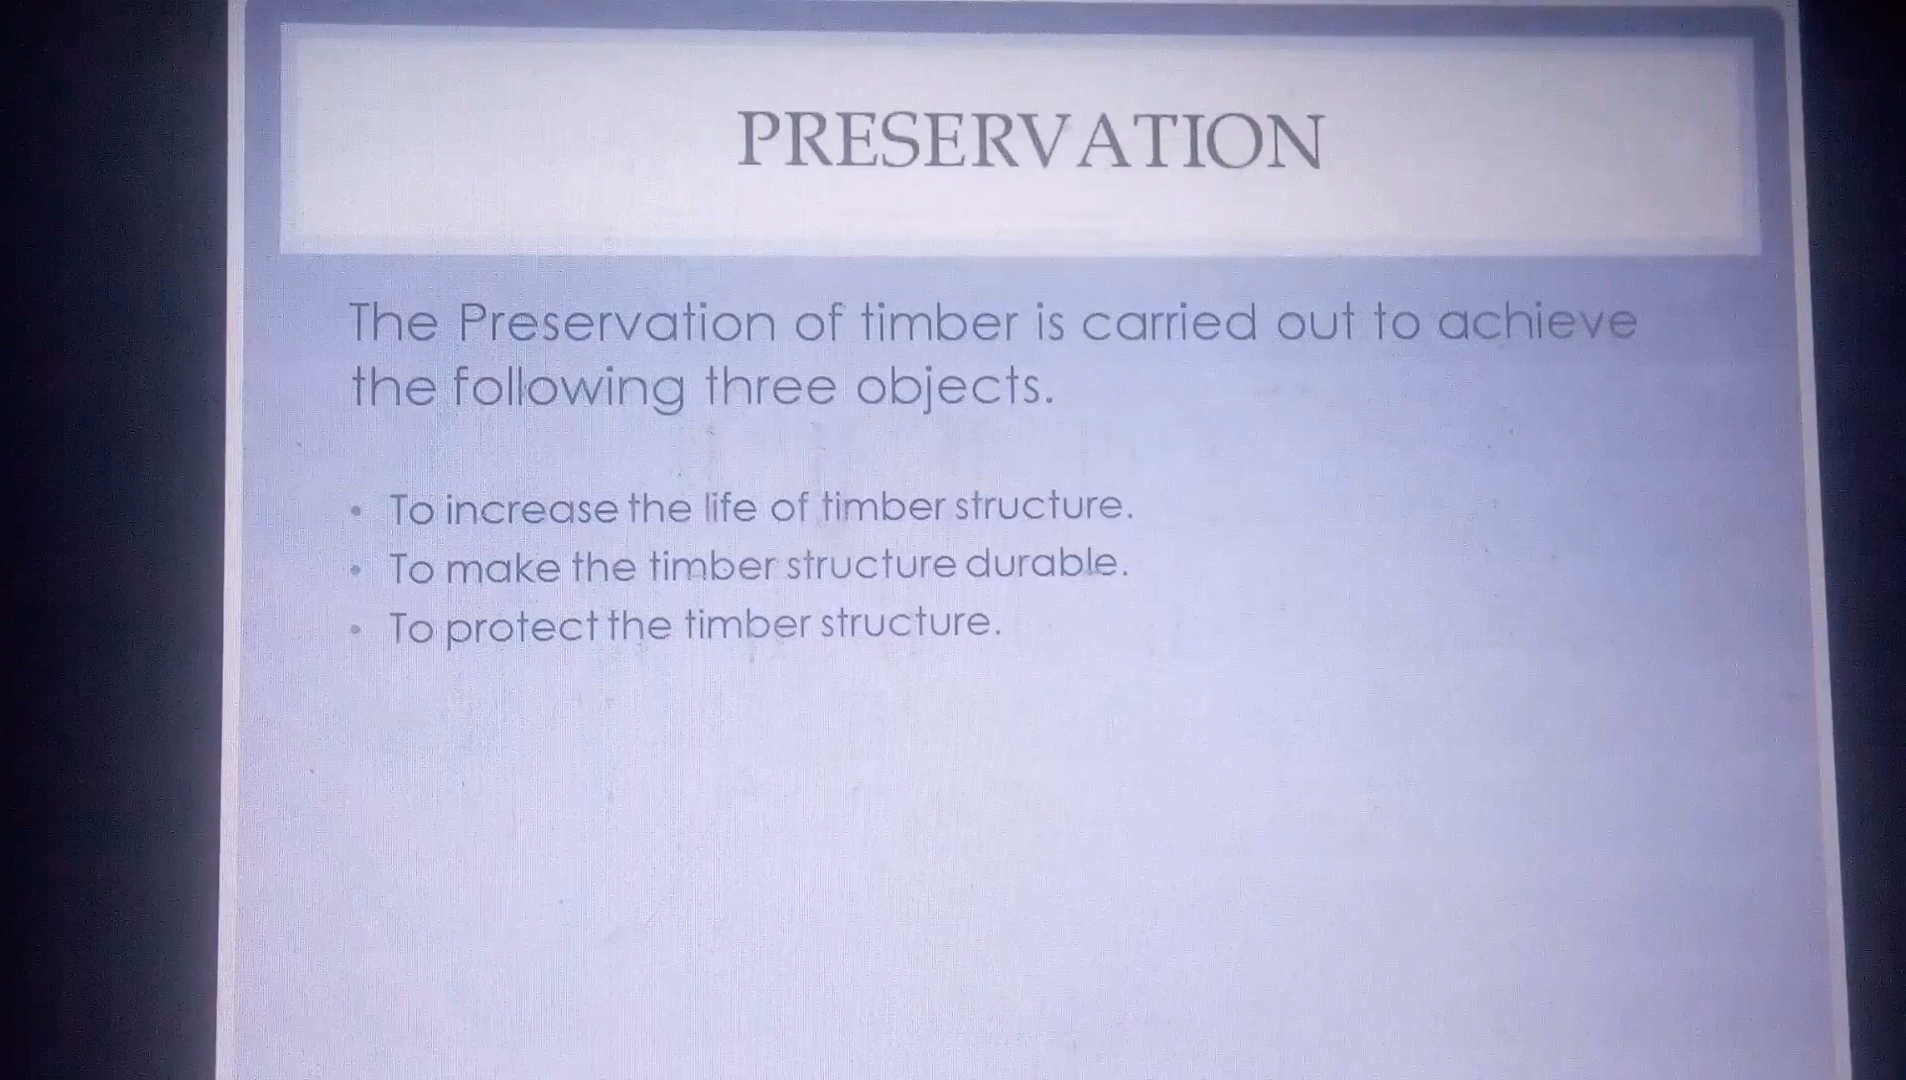 PRESERVATION
The Preservation of timber is carried out to achieve
the following three objects.
• To increase the life of timber structure.
• To make the timber structure durable.
• To protect the timber structure.